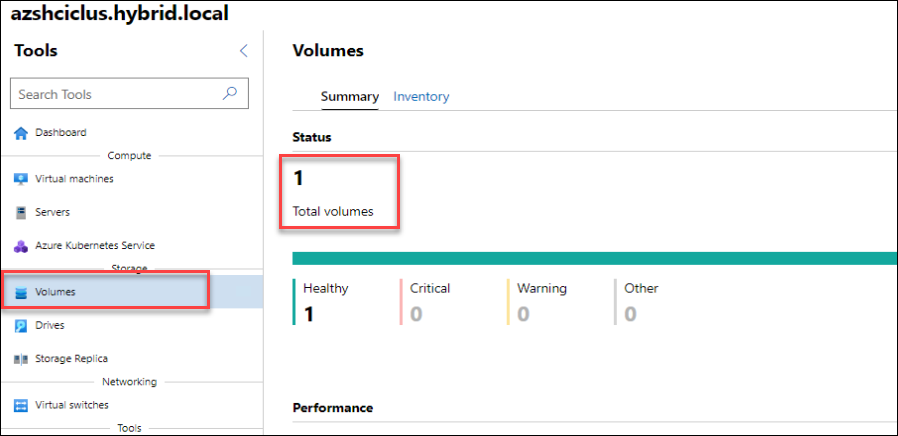 azshciclus.hybrid.local
Tools
Search Tools
Dashboard
Compute
Virtual machines
Servers
Azure Kubernetes Service
Storage
Volumes
Drives
Storage Replica
Networking
Virtual switches
Tools
Volumes
Summary Inventory
Status
1
Total volumes
Healthy Critical Warning Other
1 0 0 0
Performance